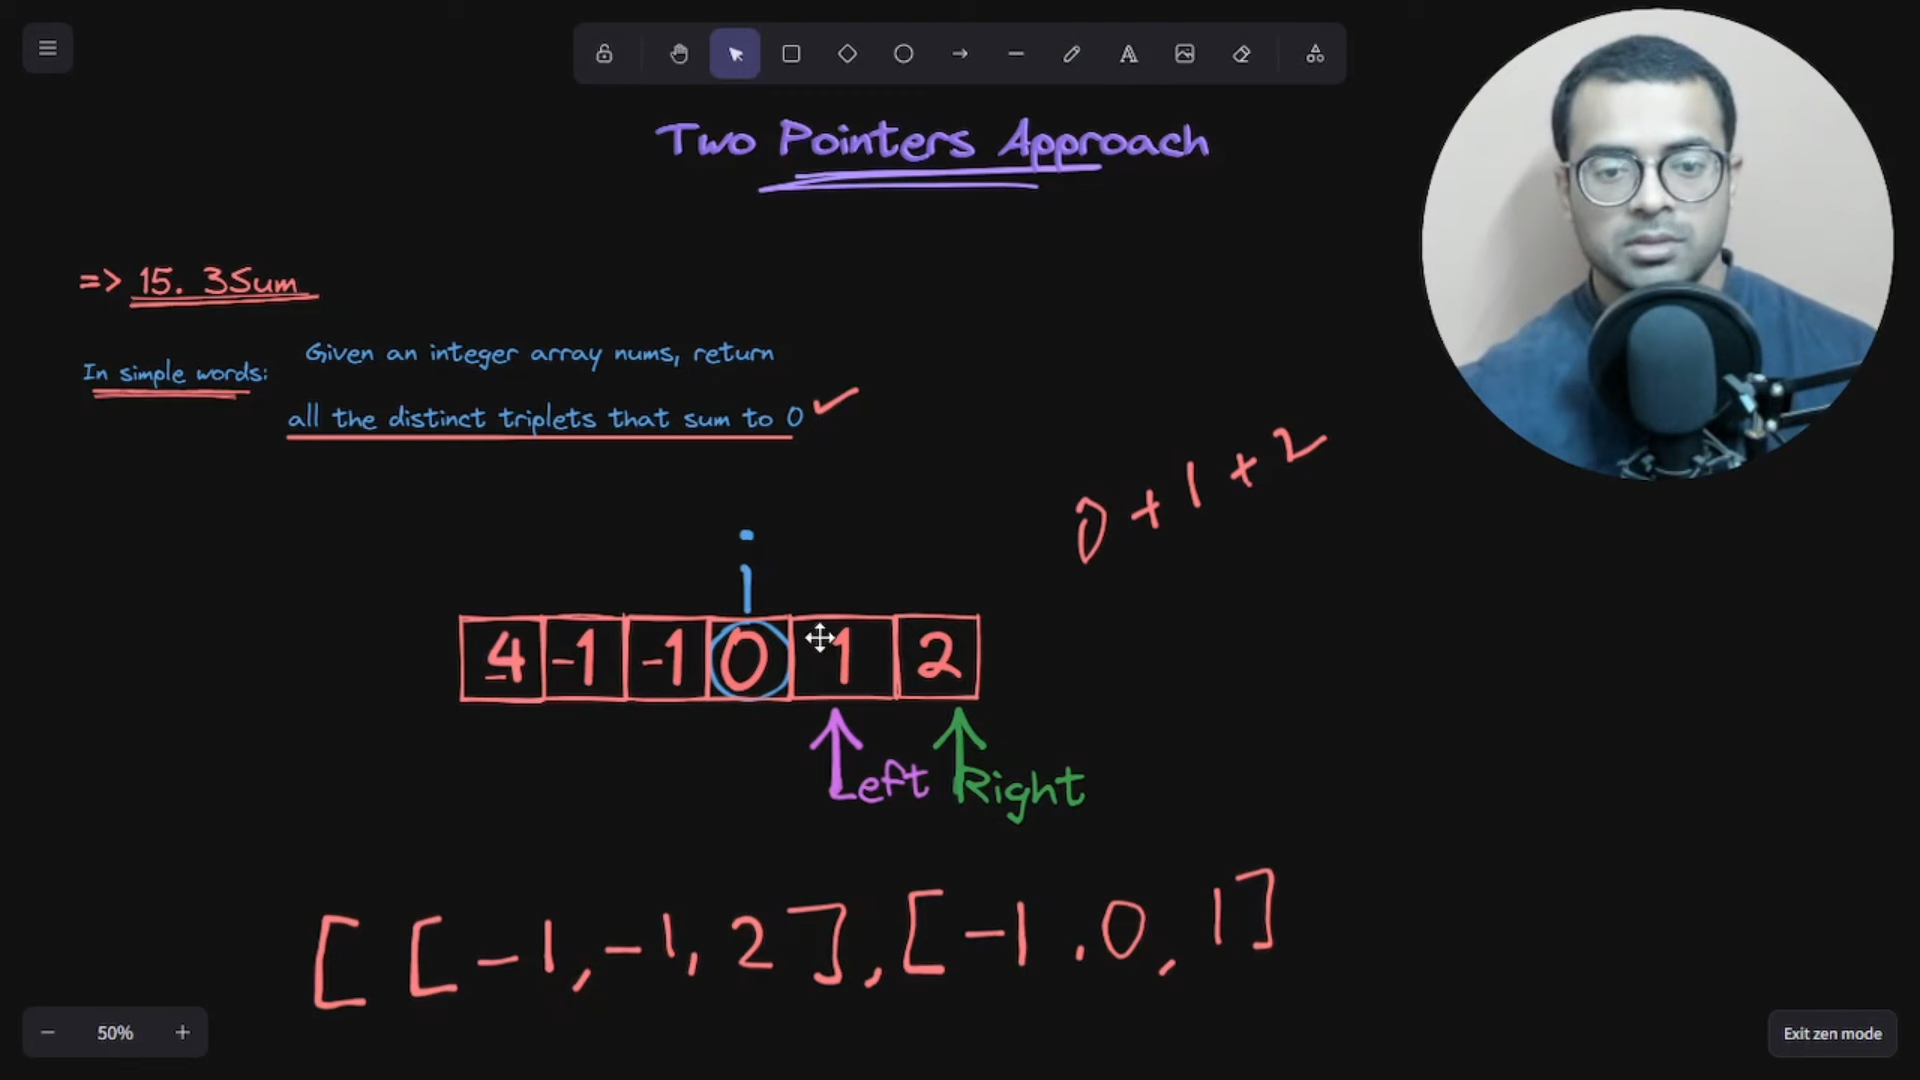 Two Pointers Approach
=> 15. 3Sum
In simple words:
Given an integer array nums, return
all the distinct triplets that sum to 0 ✓
0 + 1 + 2
i
-4 -1 -1 0 1 2
Left Right
[ [ -1, -1, 2 ], [ -1 . 0, 1 ]
50%
Exit zen mode